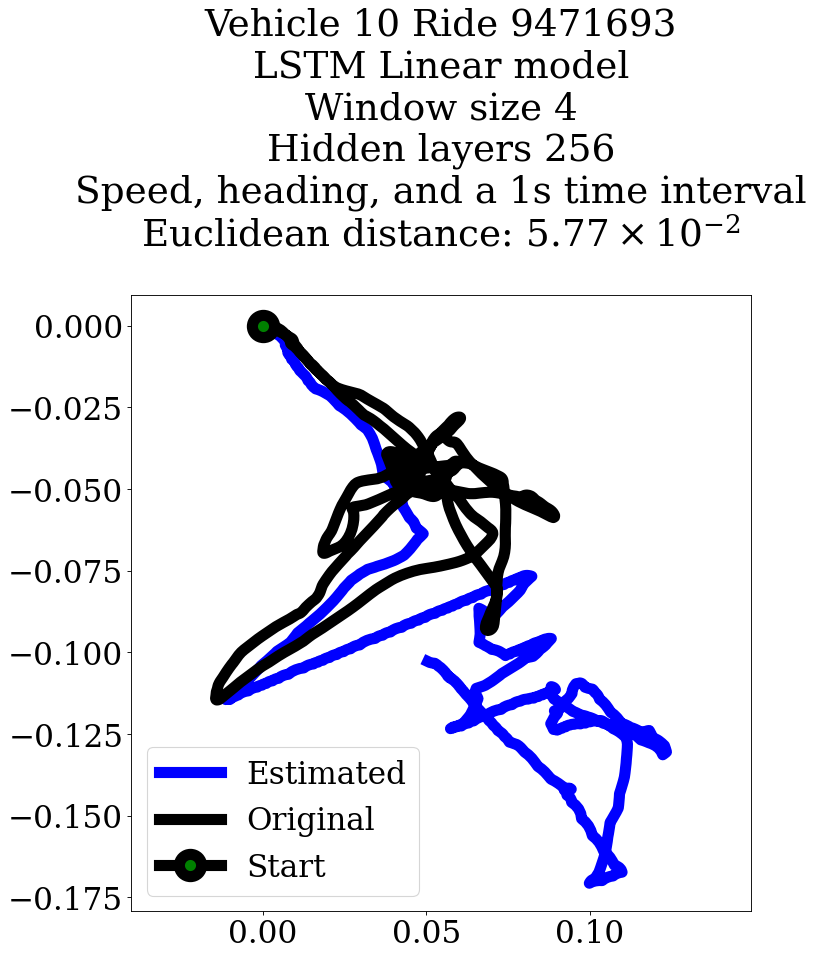 Vehicle 10 Ride 9471693
LSTM Linear model
Window size 4
Hidden layers 256
Speed, heading, and a 1s time interval
Euclidean distance: 5.77 × 10⁻²
0.000
−0.025
−0.050
−0.075
−0.100
−0.125
−0.150
−0.175
Estimated
Original
Start
0.00 0.05 0.10